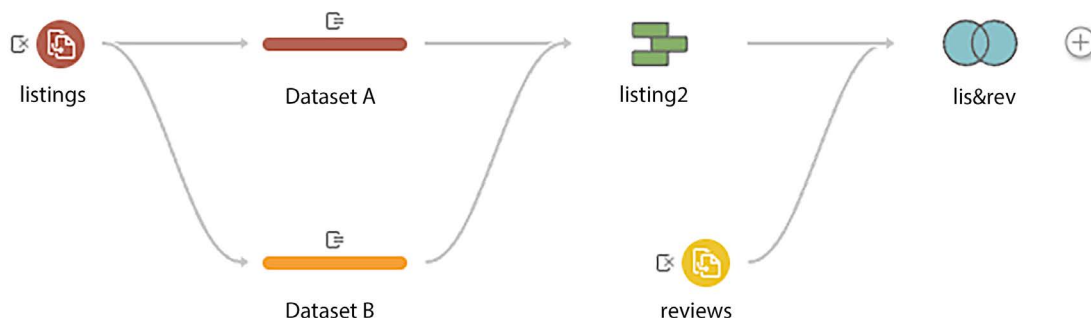 listings
Dataset A
listing2
lis&rev
Dataset B
reviews